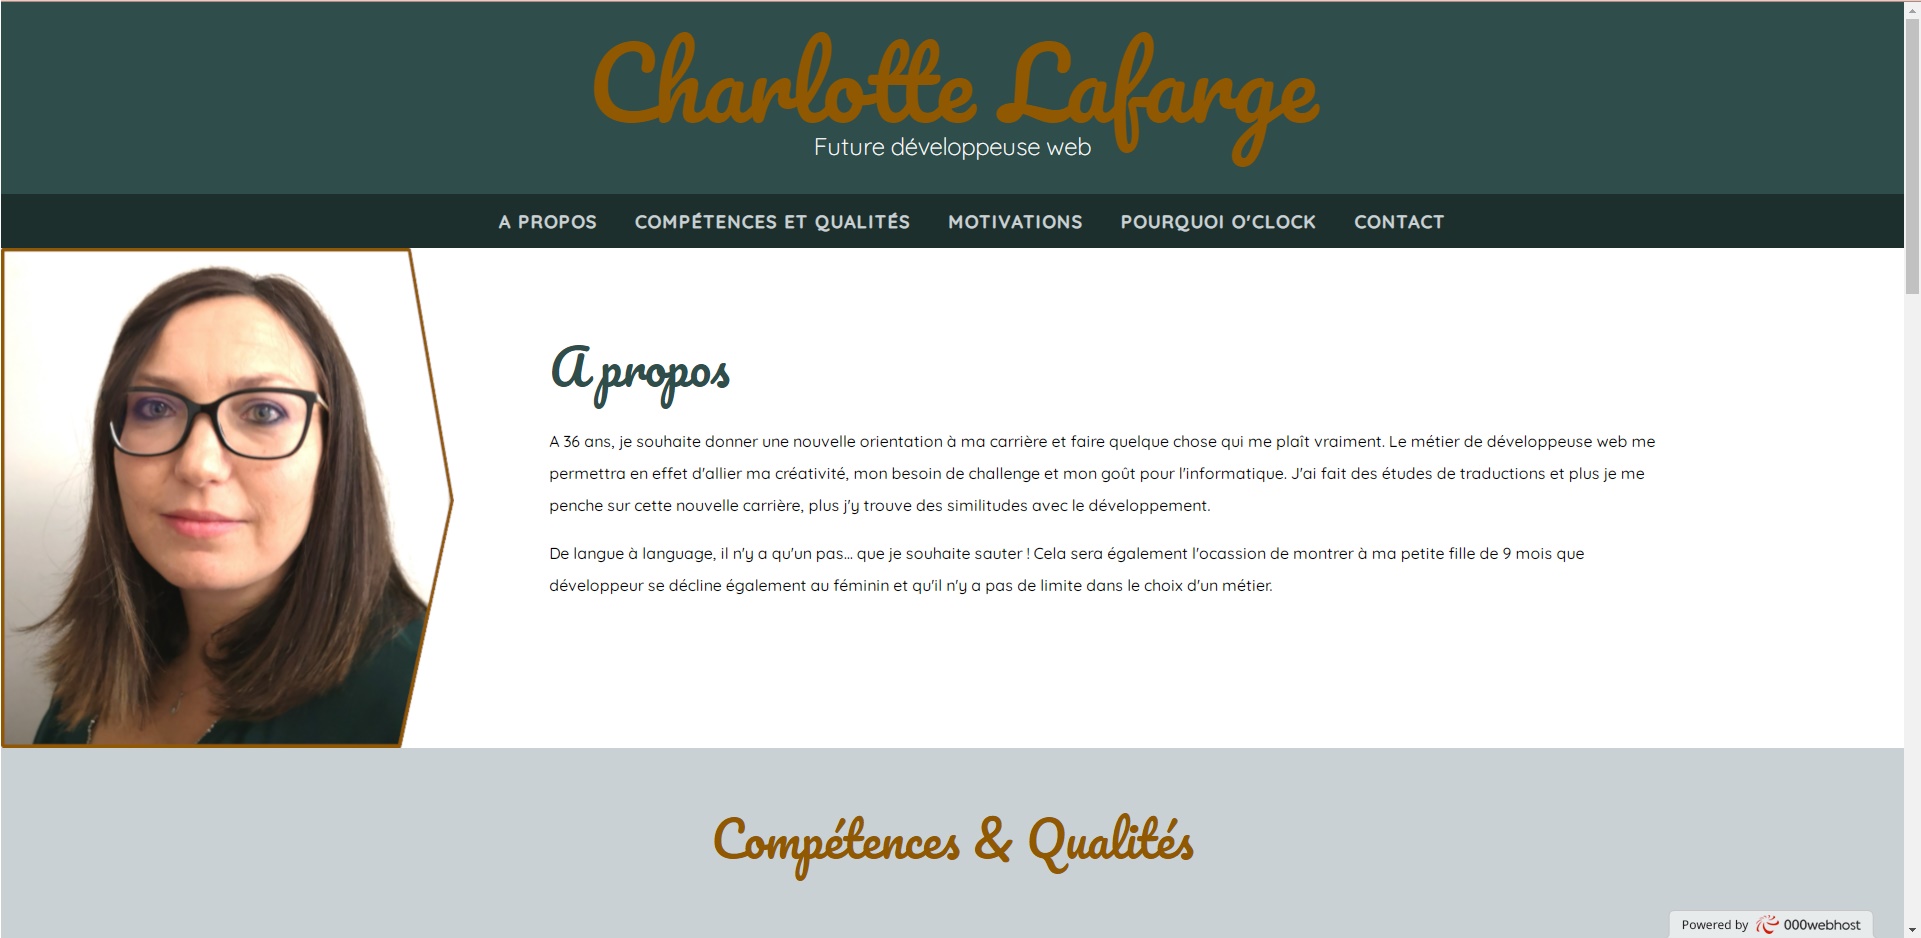 Charlotte Lafarge
Future développeuse web
A PROPOS COMPÉTENCES ET QUALITÉS MOTIVATIONS POURQUOI O'CLOCK CONTACT
A propos
A 36 ans, je souhaite donner une nouvelle orientation à ma carrière et faire quelque chose qui me plaît vraiment. Le métier de développeuse web me
permettra en effet d'allier ma créativité, mon besoin de challenge et mon goût pour l'informatique. J'ai fait des études de traductions et plus je me
penche sur cette nouvelle carrière, plus j'y trouve des similitudes avec le développement.
De langue à language, il n'y a qu'un pas... que je souhaite sauter ! Cela sera également l'ocassion de montrer à ma petite fille de 9 mois que
développeur se décline également au féminin et qu'il n'y a pas de limite dans le choix d'un métier.
Compétences & Qualités
Powered by 000webhost